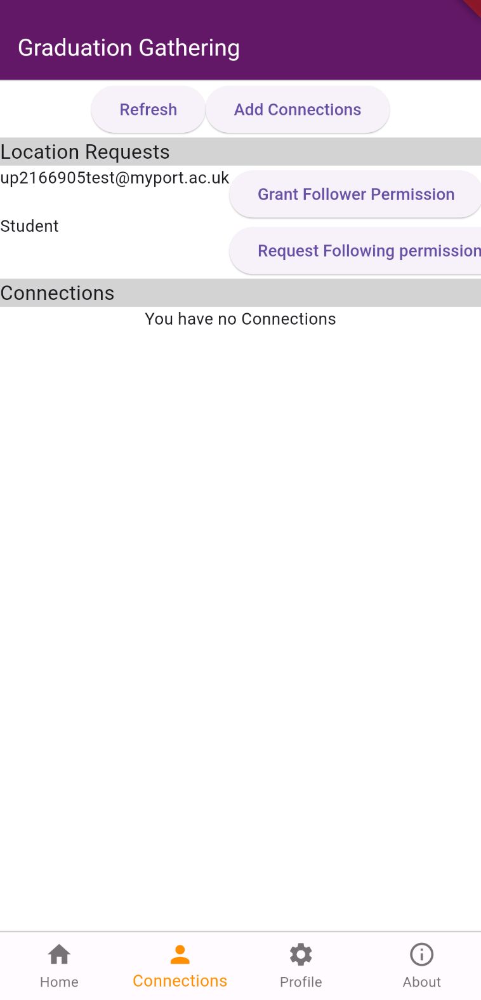 Graduation Gathering
Refresh
Add Connections
Location Requests
up2166905test@myport.ac.uk
Grant Follower Permission
Student
Request Following permission
Connections
You have no Connections
Home
Connections
Profile
About